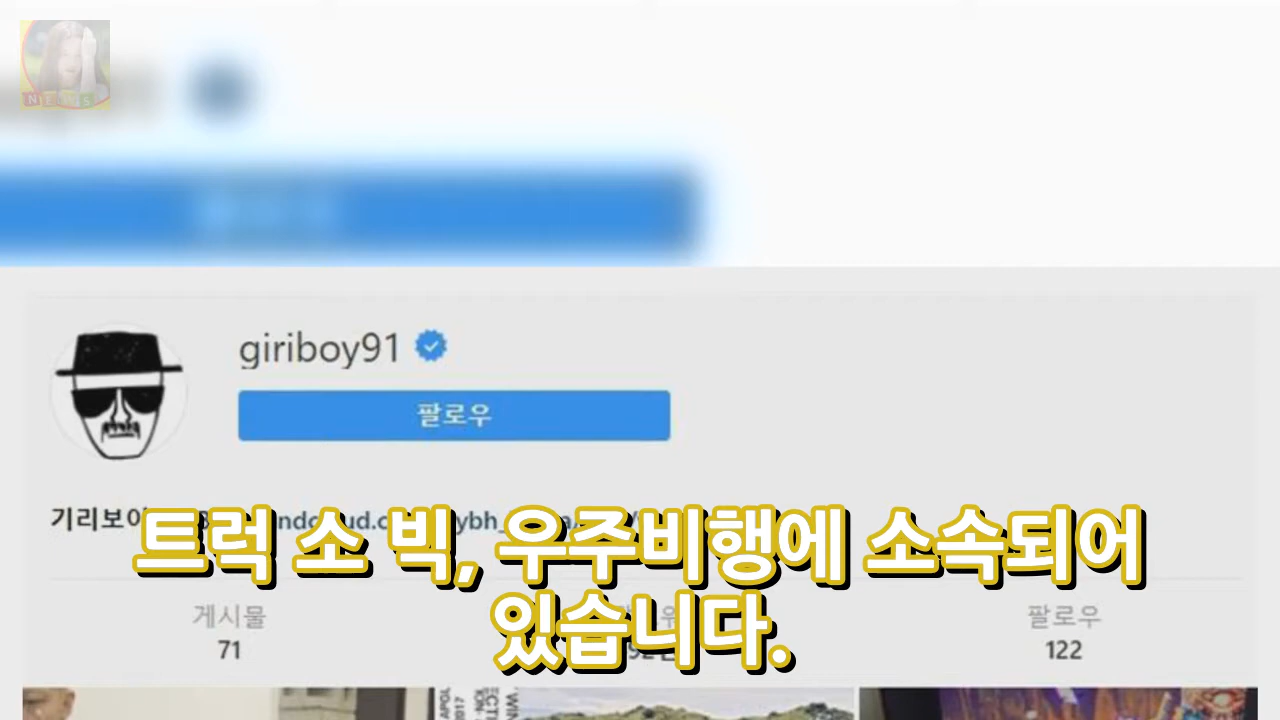 NEWS
giriboy91
팔로우
기리보이
트럭 소 빅, 우주비행에 소속되어
있습니다.
게시물 팔로우
71 122